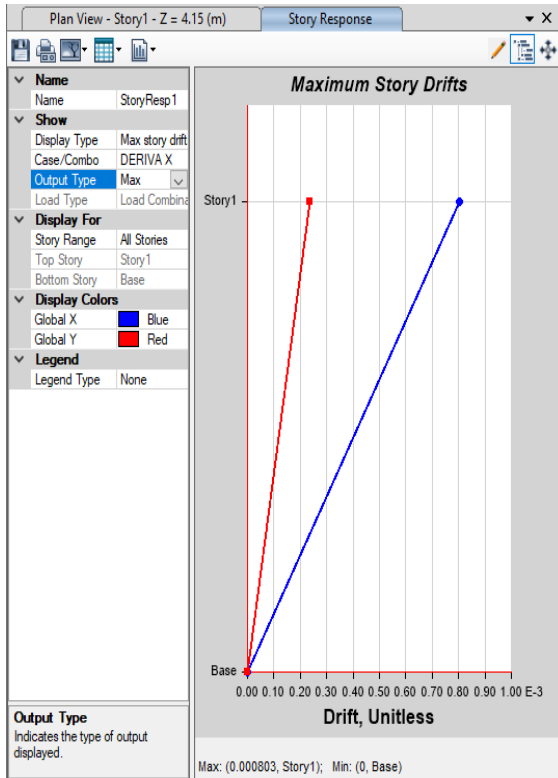 Plan View - Story1 - Z = 4.15 (m)
Story Response
Name
Name StoryResp1
Show
Display Type Max story drift
Case/Combo DERIVA X
Output Type Max
Load Type Load Combina
Display For
Story Range All Stories
Top Story Story1
Bottom Story Base
Display Colors
Global X Blue
Global Y Red
Legend
Legend Type None
Output Type
Indicates the type of output
displayed.
Maximum Story Drifts
Story1
Base
0.00 0.10 0.20 0.30 0.40 0.50 0.60 0.70 0.80 0.90 1.00 E-3
Drift, Unitless
Max: (0.000803, Story1); Min: (0, Base)